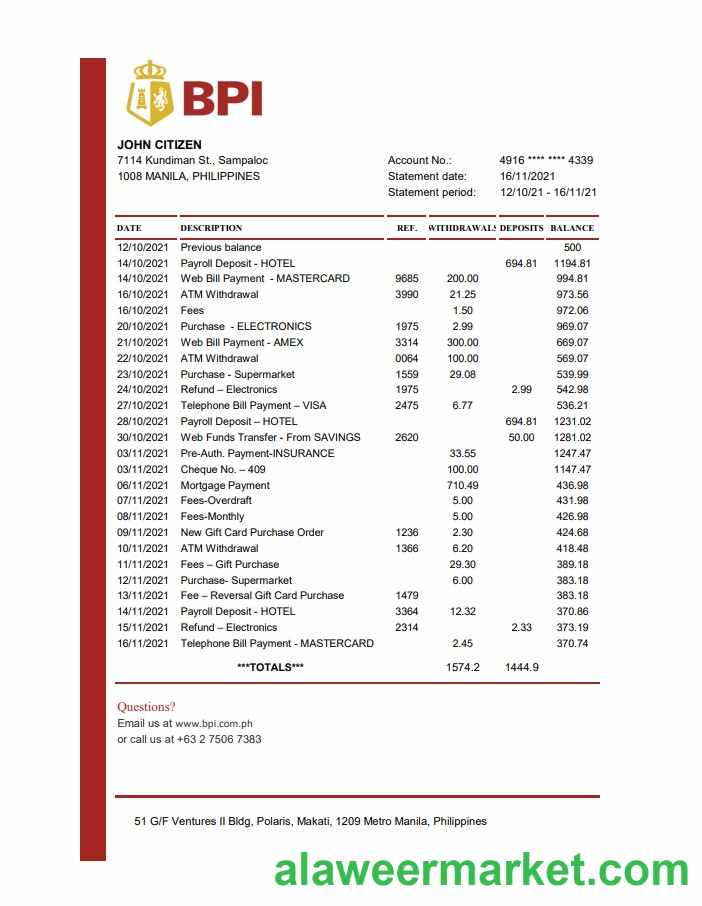 BPI
JOHN CITIZEN
7114 Kundiman St., Sampaloc
1008 MANILA, PHILIPPINES
Account No.: 4916 **** **** 4339
Statement date: 16/11/2021
Statement period: 12/10/21 - 16/11/21
DATE DESCRIPTION REF. WITHDRAWALS DEPOSITS BALANCE
12/10/2021 Previous balance 500
14/10/2021 Payroll Deposit - HOTEL 694.81 1194.81
14/10/2021 Web Bill Payment - MASTERCARD 9685 200.00 994.81
16/10/2021 ATM Withdrawal 3990 21.25 973.56
16/10/2021 Fees 1.50 972.06
20/10/2021 Purchase - ELECTRONICS 1975 2.99 969.07
21/10/2021 Web Bill Payment - AMEX 3314 300.00 669.07
22/10/2021 ATM Withdrawal 0064 100.00 569.07
23/10/2021 Purchase - Supermarket 1559 29.08 539.99
24/10/2021 Refund – Electronics 1975 2.99 542.98
27/10/2021 Telephone Bill Payment – VISA 2475 6.77 536.21
28/10/2021 Payroll Deposit – HOTEL 694.81 1231.02
30/10/2021 Web Funds Transfer - From SAVINGS 2620 50.00 1281.02
03/11/2021 Pre-Auth. Payment-INSURANCE 33.55 1247.47
03/11/2021 Cheque No. – 409 100.00 1147.47
06/11/2021 Mortgage Payment 710.49 436.98
07/11/2021 Fees-Overdraft 5.00 431.98
08/11/2021 Fees-Monthly 5.00 426.98
09/11/2021 New Gift Card Purchase Order 1236 2.30 424.68
10/11/2021 ATM Withdrawal 1366 6.20 418.48
11/11/2021 Fees – Gift Purchase 29.30 389.18
12/11/2021 Purchase- Supermarket 6.00 383.18
13/11/2021 Fee – Reversal Gift Card Purchase 1479 383.18
14/11/2021 Payroll Deposit - HOTEL 3364 12.32 370.86
15/11/2021 Refund – Electronics 2314 2.33 373.19
16/11/2021 Telephone Bill Payment - MASTERCARD 2.45 370.74
***TOTALS*** 1574.2 1444.9
Questions?
Email us at www.bpi.com.ph
or call us at +63 2 7506 7383
51 G/F Ventures II Bldg, Polaris, Makati, 1209 Metro Manila, Philippines
alaweermarket.com